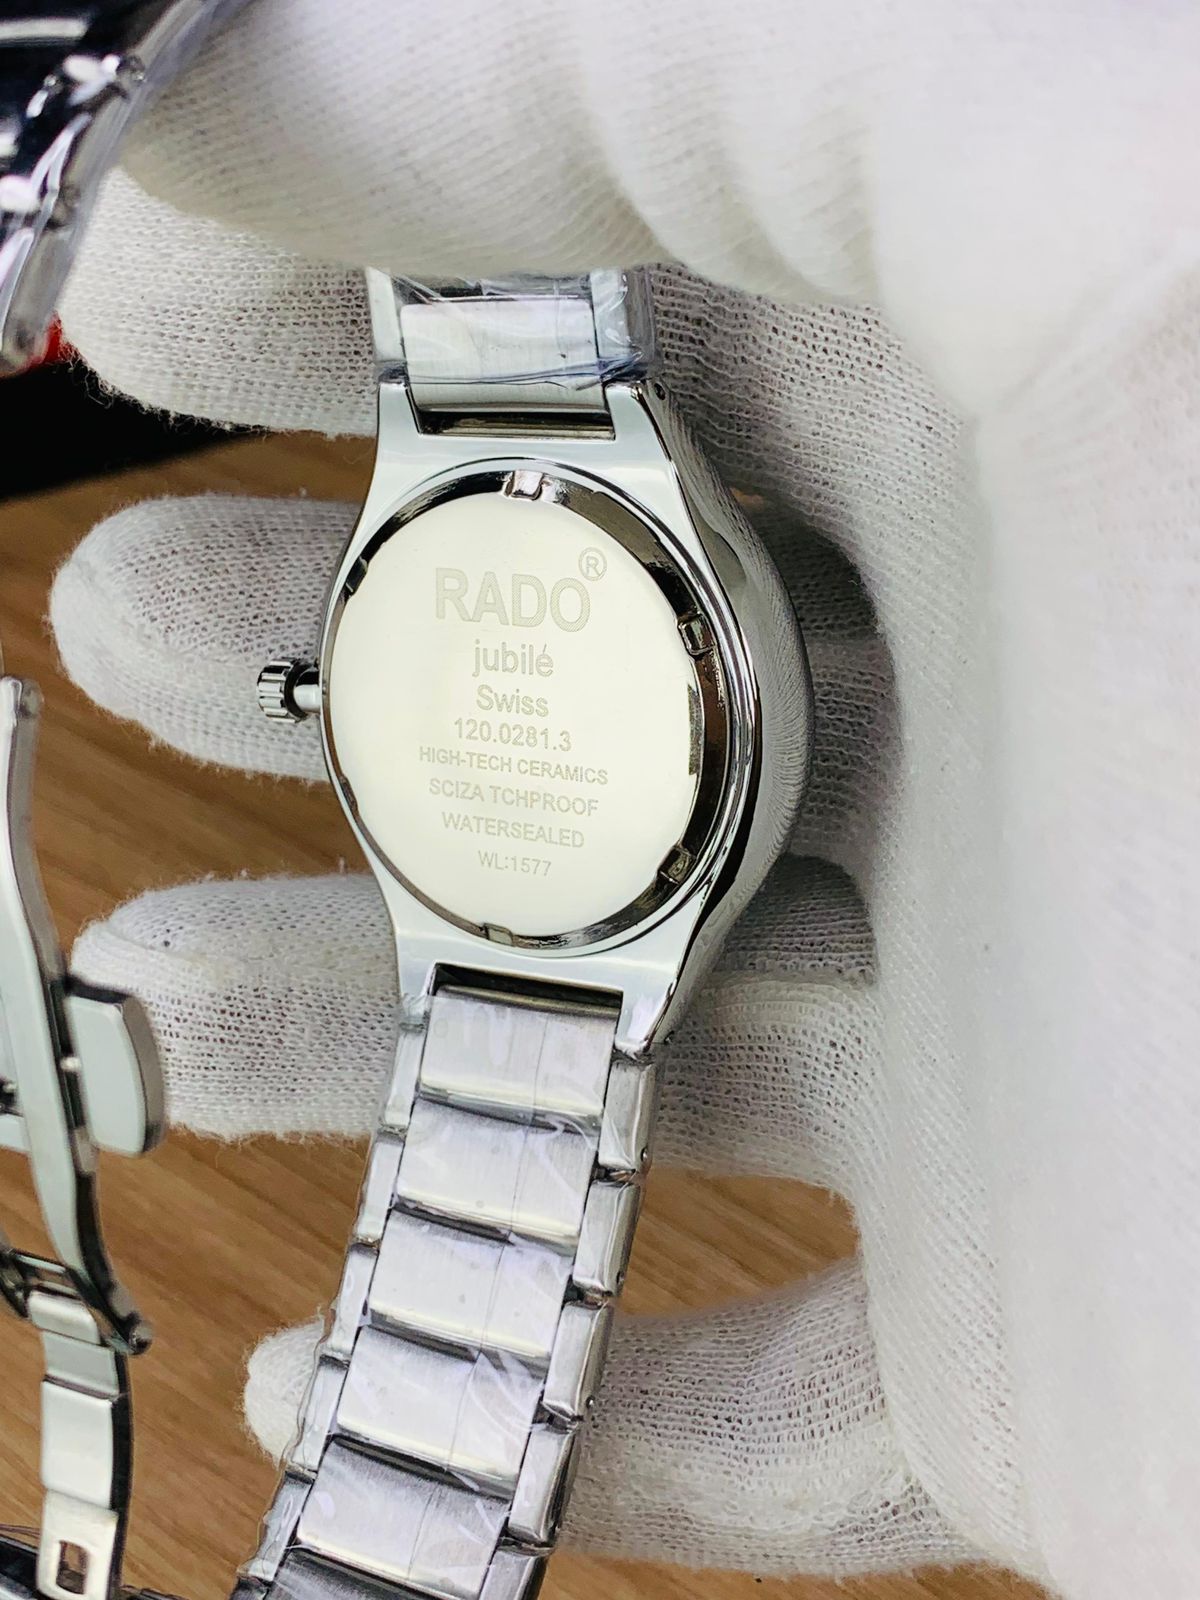 RADO®
jubilé
Swiss
120.0281.3
HIGH-TECH CERAMICS
SCIZA TCHPROOF
WATERSEALED
WL:1577